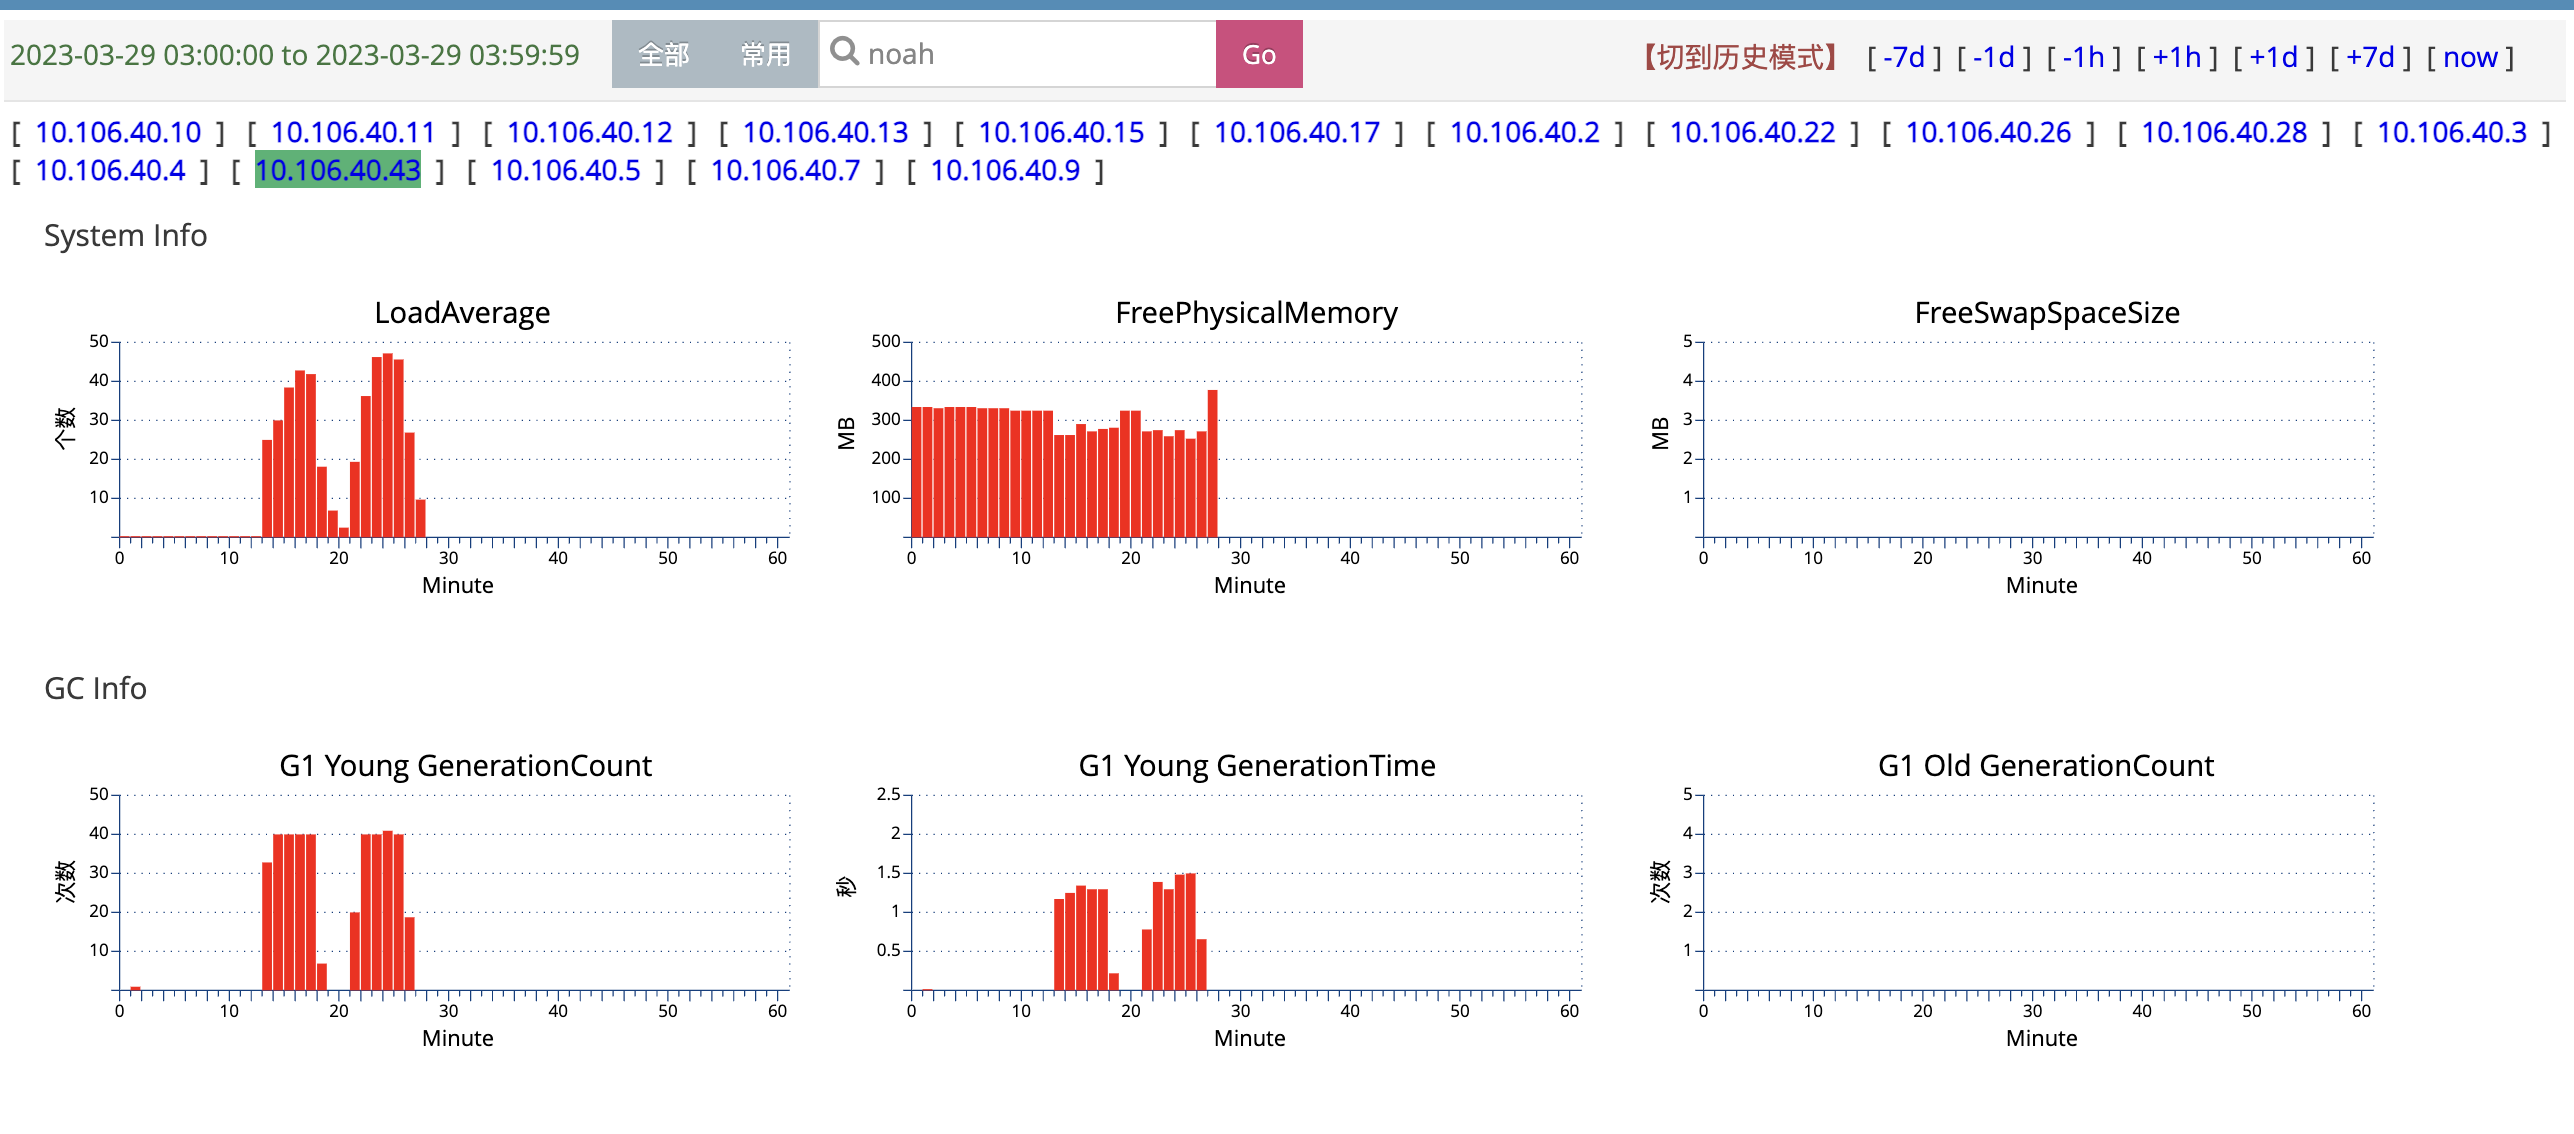 2023-03-29 03:00:00 to 2023-03-29 03:59:59 全部 常用 noah Go 【切到历史模式】 [ -7d ] [ -1d ] [ -1h ] [ +1h ] [ +1d ] [ +7d ] [ now ]
[ 10.106.40.10 ] [ 10.106.40.11 ] [ 10.106.40.12 ] [ 10.106.40.13 ] [ 10.106.40.15 ] [ 10.106.40.17 ] [ 10.106.40.2 ] [ 10.106.40.22 ] [ 10.106.40.26 ] [ 10.106.40.28 ] [ 10.106.40.3 ]
[ 10.106.40.4 ] [ 10.106.40.43 ] [ 10.106.40.5 ] [ 10.106.40.7 ] [ 10.106.40.9 ]
System Info
LoadAverage
50
40
30
20
10
个数
0 10 20 30 40 50 60
Minute
FreePhysicalMemory
500
400
300
200
100
MB
0 10 20 30 40 50 60
Minute
FreeSwapSpaceSize
5
4
3
2
1
MB
0 10 20 30 40 50 60
Minute
GC Info
G1 Young GenerationCount
50
40
30
20
10
次数
0 10 20 30 40 50 60
Minute
G1 Young GenerationTime
2.5
2
1.5
1
0.5
秒
0 10 20 30 40 50 60
Minute
G1 Old GenerationCount
5
4
3
2
1
次数
0 10 20 30 40 50 60
Minute